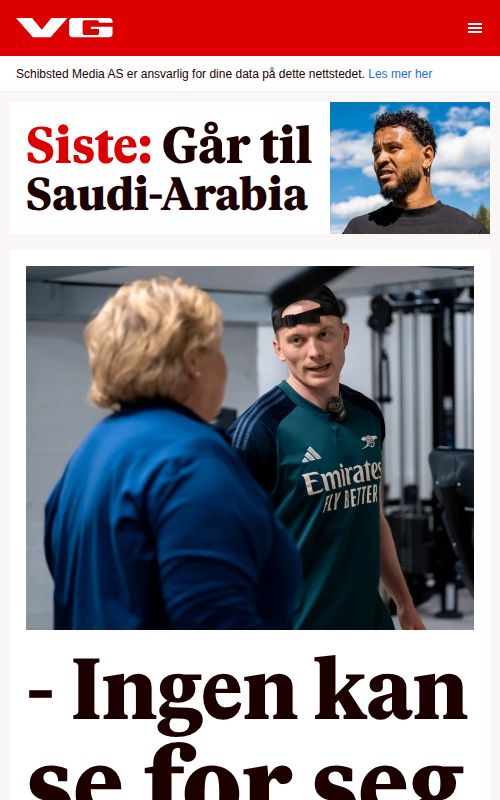 VG
Schibsted Media AS er ansvarlig for dine data på dette nettstedet. Les mer her
Siste: Går til
Saudi-Arabia
Emirates
FLY BETTER
- Ingen kan
se for seg